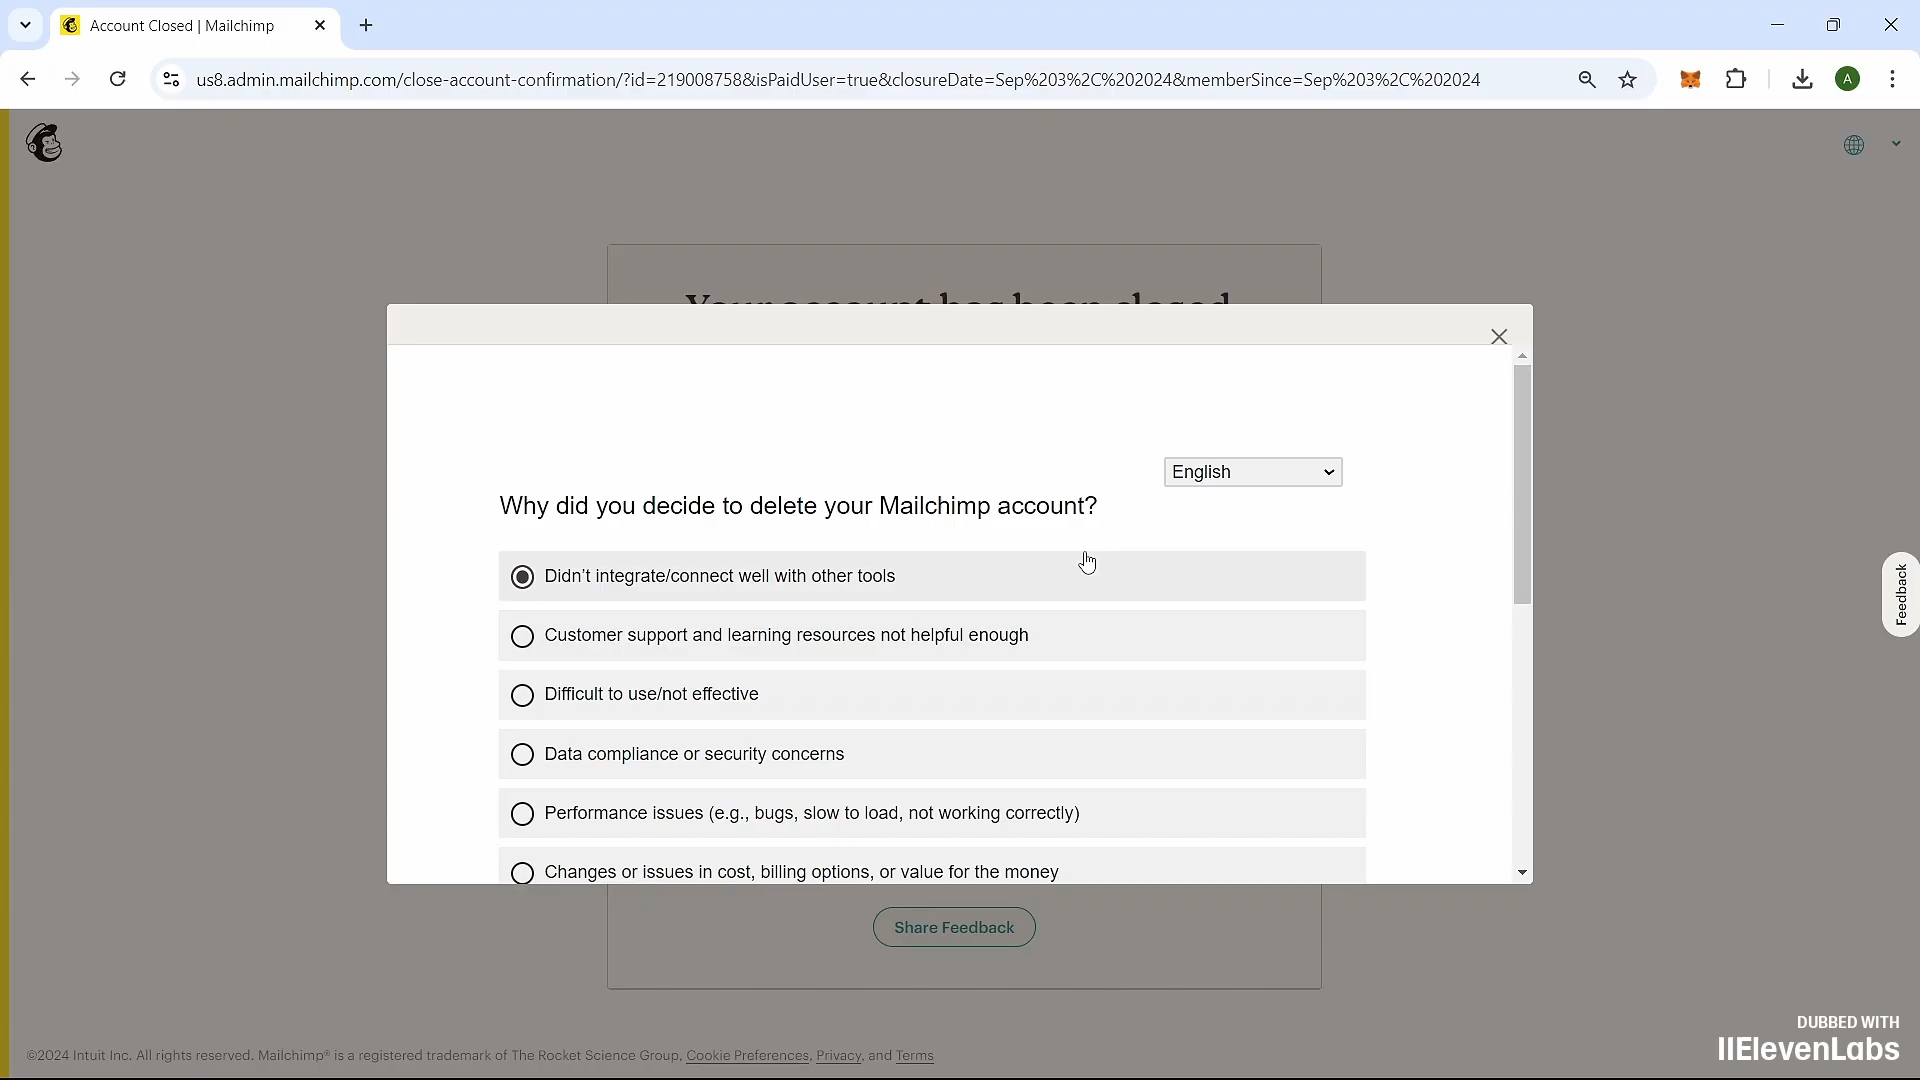 Account Closed | Mailchimp
us8.admin.mailchimp.com/close-account-confirmation/?id=219008758&isPaidUser=true&closureDate=Sep%203%2C%202024&memberSince=Sep%203%2C%202024
A
Your account has been closed
English
Why did you decide to delete your Mailchimp account?
Didn't integrate/connect well with other tools
Customer support and learning resources not helpful enough
Difficult to use/not effective
Data compliance or security concerns
Performance issues (e.g., bugs, slow to load, not working correctly)
Changes or issues in cost, billing options, or value for the money
Feedback
Share Feedback
©2024 Intuit Inc. All rights reserved. Mailchimp® is a registered trademark of The Rocket Science Group, Cookie Preferences, Privacy, and Terms
DUBBED WITH
IIElevenLabs